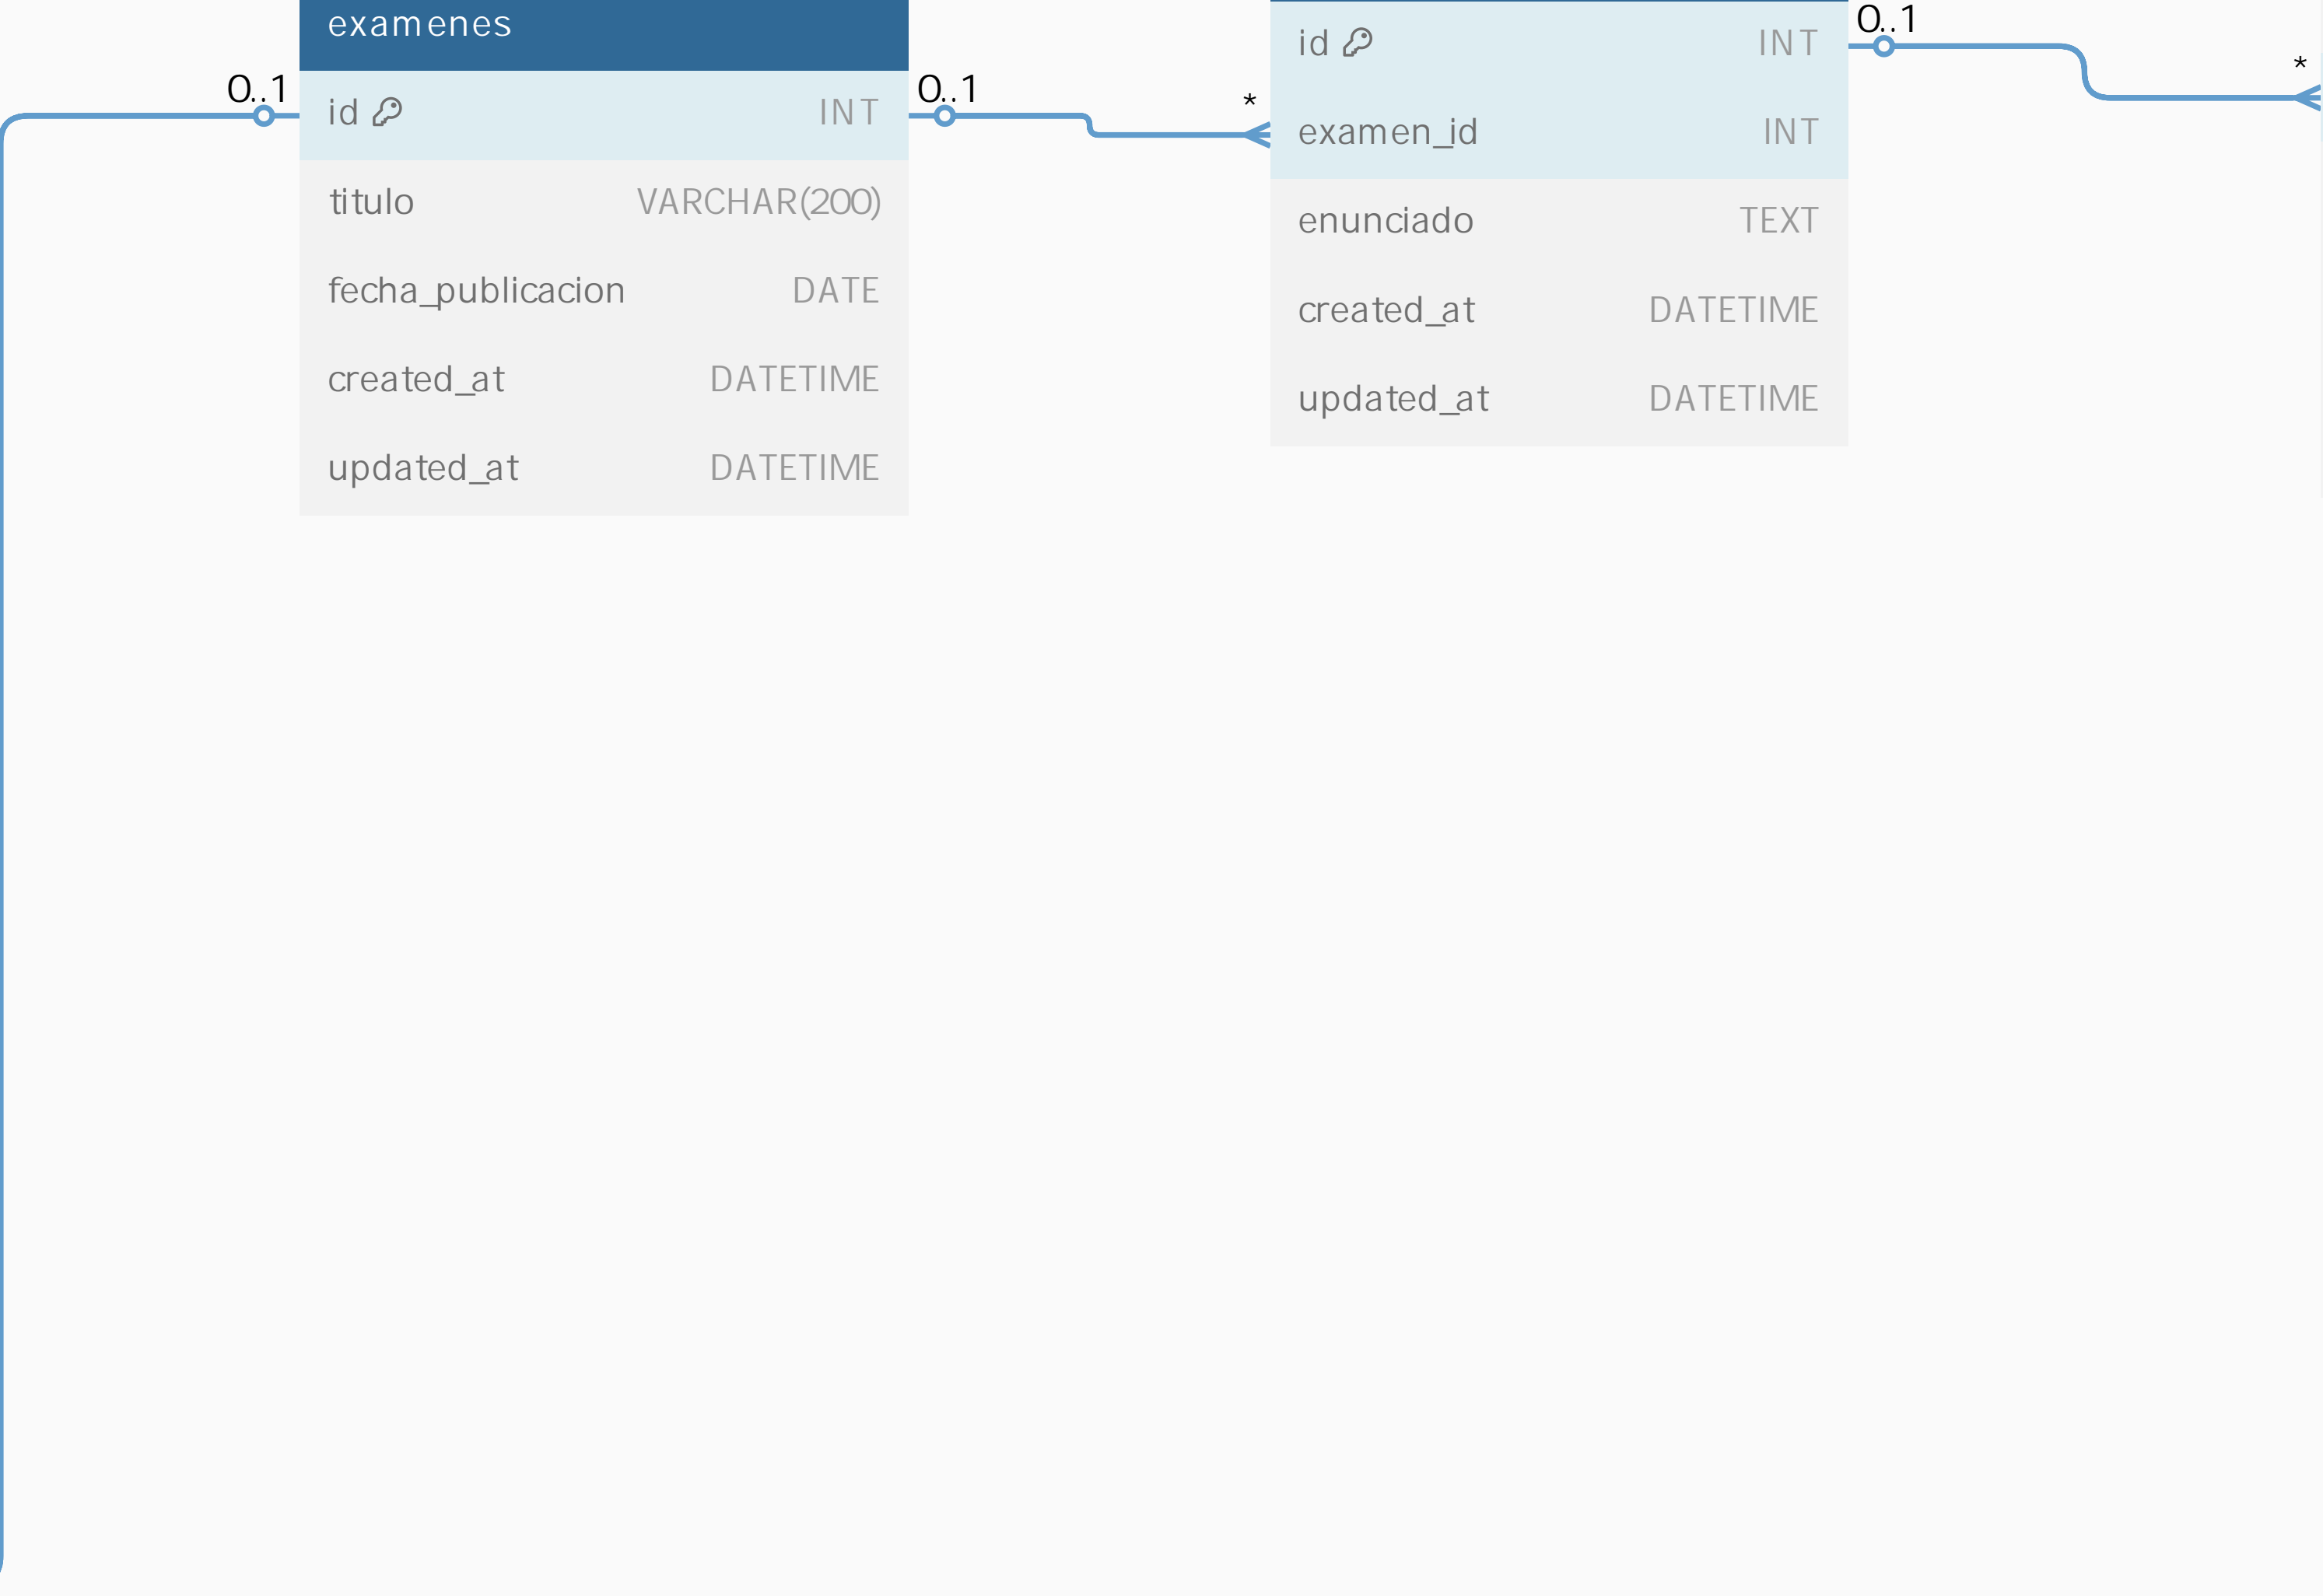 examenes
0..1
id INT
titulo VARCHAR(200)
fecha_publicacion DATE
created_at DATETIME
updated_at DATETIME
0..1
*
id INT
examen_id INT
enunciado TEXT
created_at DATETIME
updated_at DATETIME
0..1
*